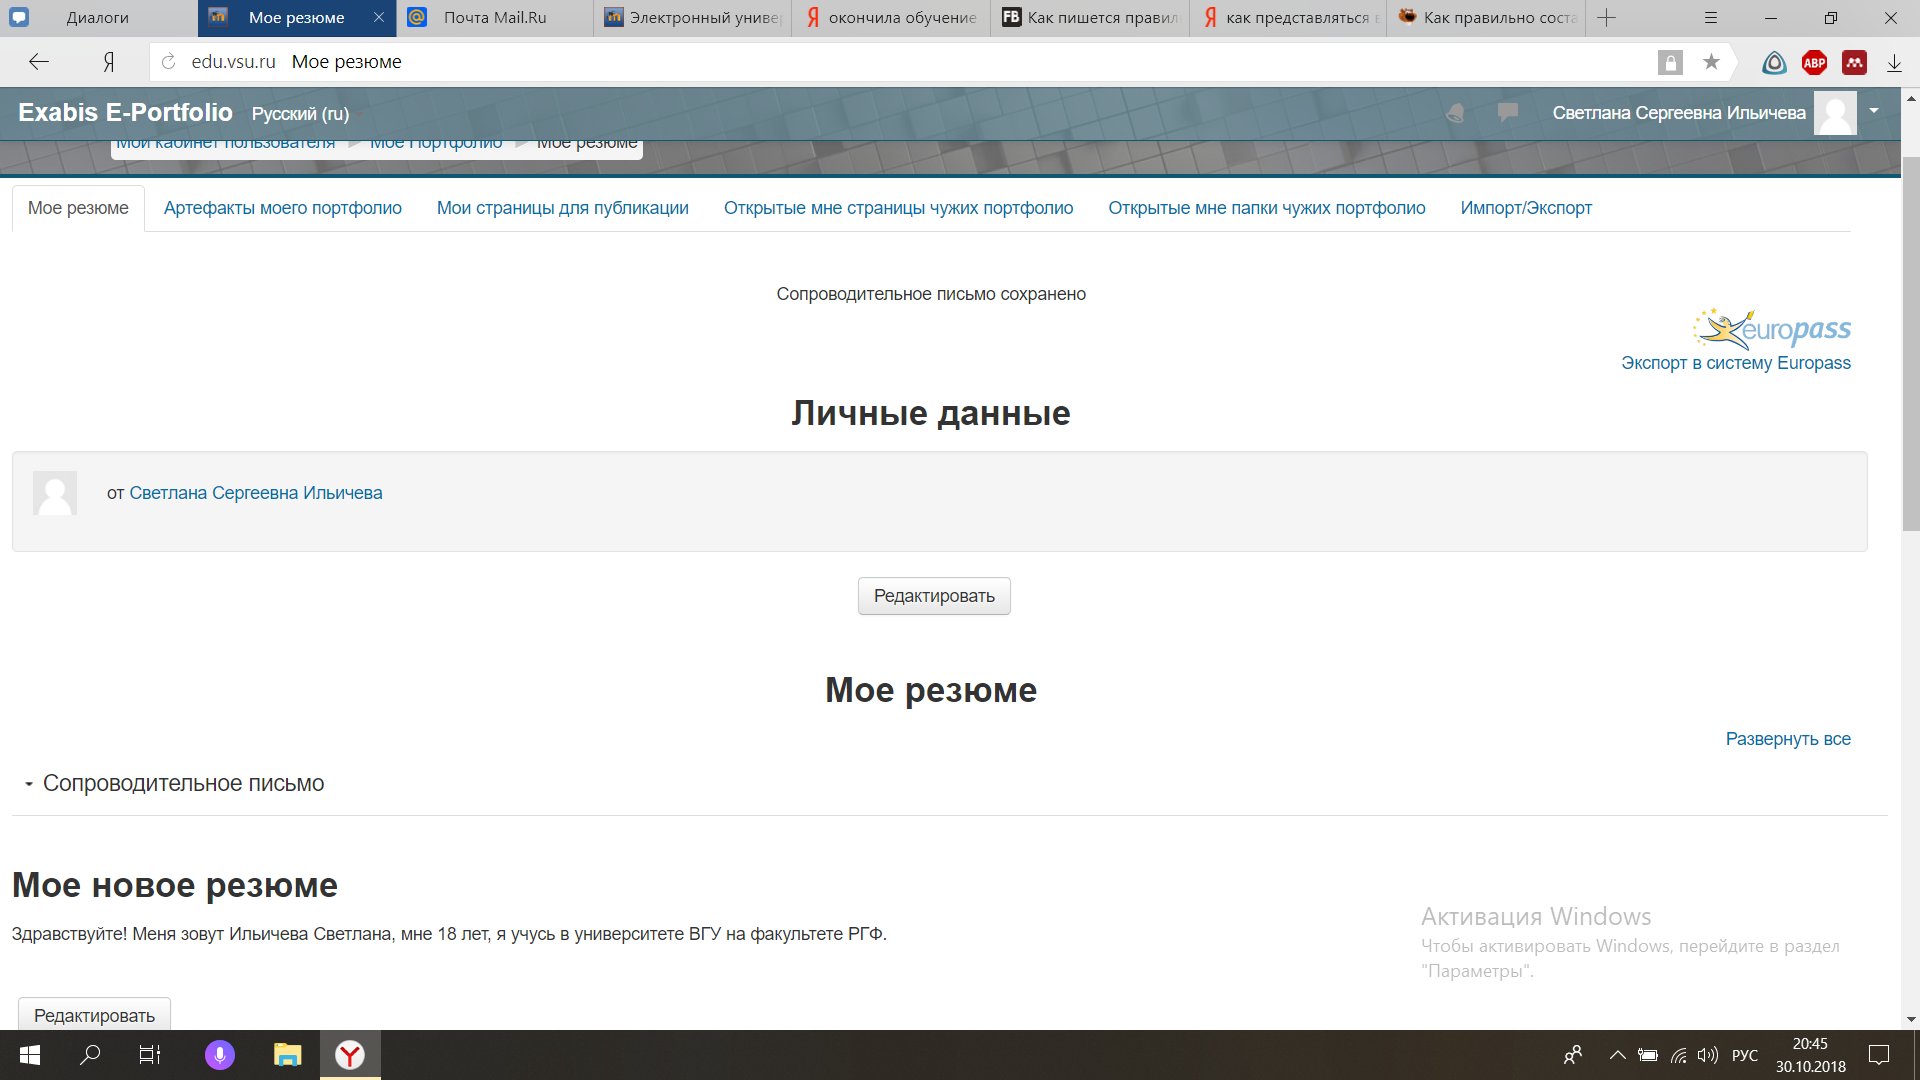 Диалоги
Мое резюме
Почта Mail.Ru
Электронный универ
окончила обучение
Как пишется правил
как представляться в
Как правильно соста
edu.vsu.ru Мое резюме
ABP
Exabis E-Portfolio Русский (ru)
Светлана Сергеевна Ильичева
Мой кабинет пользователя Мое Портфолио Мое резюме
Мое резюме
Артефакты моего портфолио
Мои страницы для публикации
Открытые мне страницы чужих портфолио
Открытые мне папки чужих портфолио
Импорт/Экспорт
Сопроводительное письмо сохранено
europass
Экспорт в систему Europass
Личные данные
от Светлана Сергеевна Ильичева
Редактировать
Мое резюме
Развернуть все
Сопроводительное письмо
Мое новое резюме
Здравствуйте! Меня зовут Ильичева Светлана, мне 18 лет, я учусь в университете ВГУ на факультете РГФ.
Активация Windows
Чтобы активировать Windows, перейдите в раздел
"Параметры".
Редактировать
РУС
20:45
30.10.2018